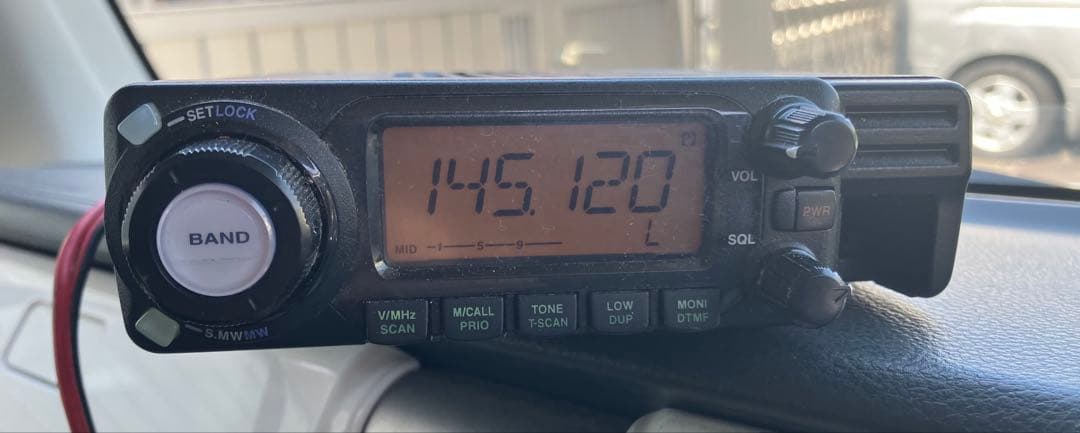 SET LOCK
BAND
S.MW MW
145.120
L
MID -1-5-9-
VOL
PWR
SQL
V/MHz
SCAN
M/CALL
PRIO
TONE
T-SCAN
LOW
DUP
MONI
DTMF